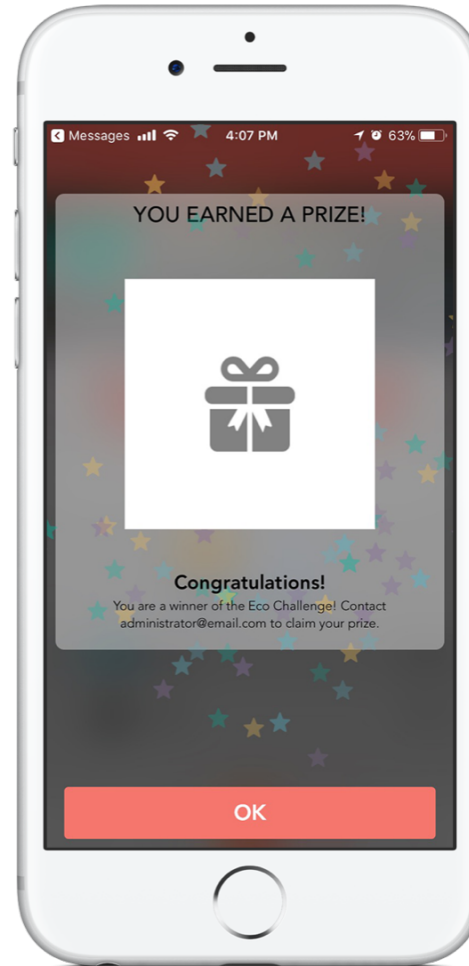 Messages 4:07 PM 63%
YOU EARNED A PRIZE!
Congratulations!
You are a winner of the Eco Challenge! Contact
administrator@email.com to claim your prize.
OK